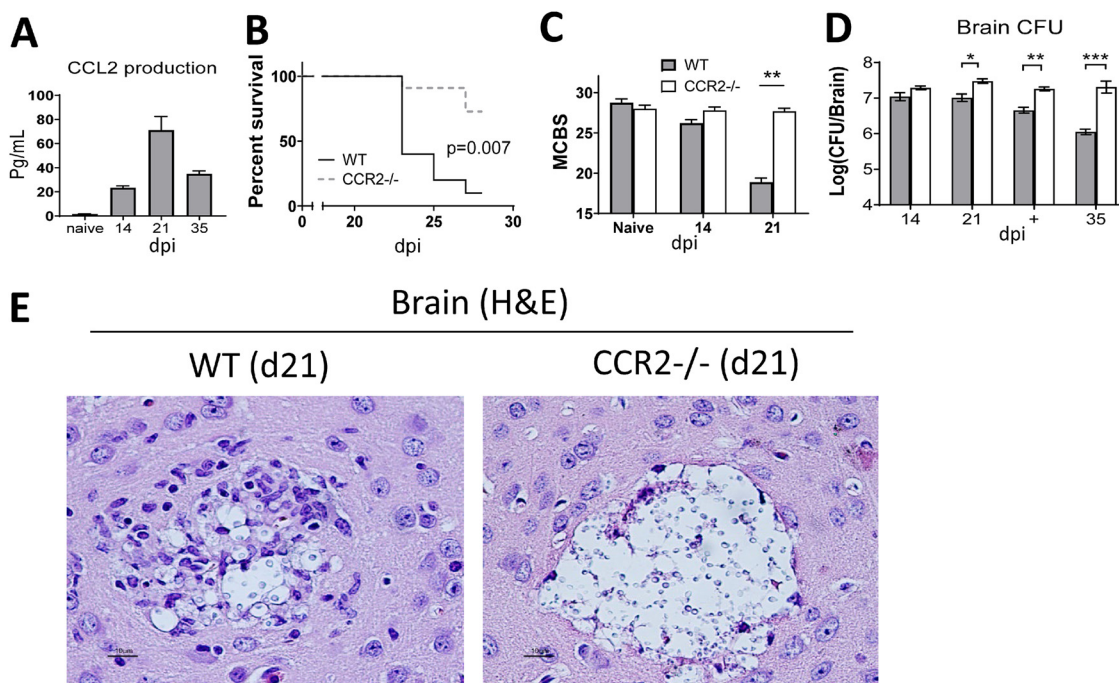 A
CCL2 production
Pg/mL
100
80
60
40
20
0
naive 14 21 35
dpi
B
Percent survival
100
50
0
WT
CCR2-/-
p=0.007
0 20 25 30
dpi
C
WT
CCR2-/-
**
MCBS
30
25
20
15
Naive 14 21
dpi
D
Brain CFU
* ** ***
Log(CFU/Brain)
8
7
6
5
4
14 21 + 35
dpi
E
Brain (H&E)
WT (d21) CCR2-/- (d21)
10um 10um